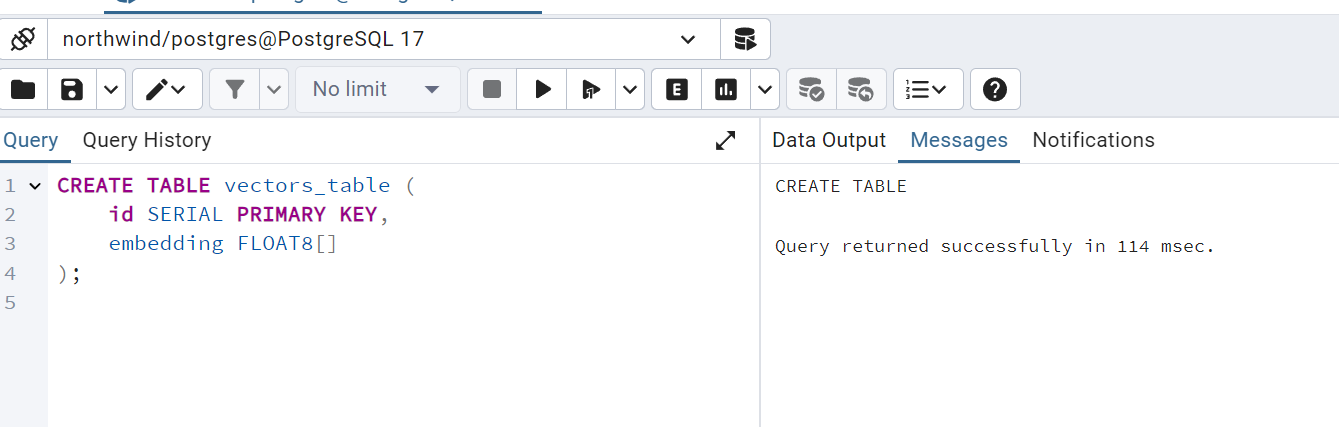 northwind/postgres@PostgreSQL 17
No limit
E
Query Query History
Data Output Messages Notifications
1 CREATE TABLE vectors_table (
2 id SERIAL PRIMARY KEY,
3 embedding FLOAT8[]
4 );
5
CREATE TABLE
Query returned successfully in 114 msec.